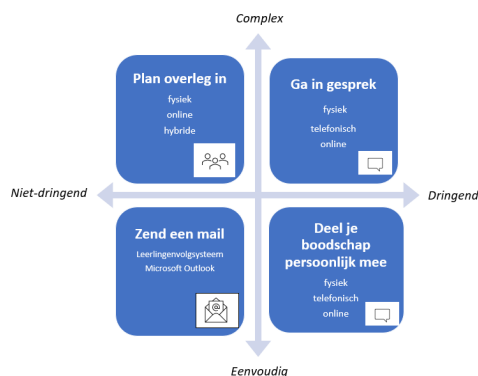 Complex
Plan overleg in
fysiek
online
hybride
Ga in gesprek
fysiek
telefonisch
online
Niet-dringend
Dringend
Zend een mail
Leerlingenvolgsysteem
Microsoft Outlook
Deel je
boodschap
persoonlijk mee
fysiek
telefonisch
online
Eenvoudig